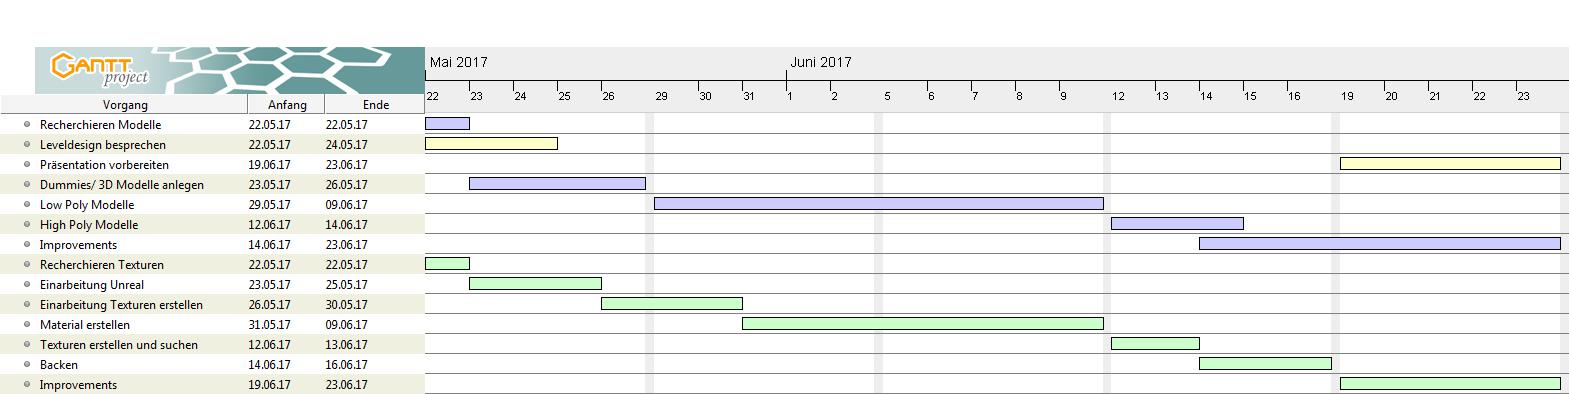 GANTT project
Mai 2017 Juni 2017
22 23 24 25 26 29 30 31 1 2 5 6 7 8 9 12 13 14 15 16 19 20 21 22 23
Vorgang Anfang Ende
Recherchieren Modelle 22.05.17 22.05.17
Leveldesign besprechen 22.05.17 24.05.17
Präsentation vorbereiten 19.06.17 23.06.17
Dummies/ 3D Modelle anlegen 23.05.17 26.05.17
Low Poly Modelle 29.05.17 09.06.17
High Poly Modelle 12.06.17 14.06.17
Improvements 14.06.17 23.06.17
Recherchieren Texturen 22.05.17 22.05.17
Einarbeitung Unreal 23.05.17 25.05.17
Einarbeitung Texturen erstellen 26.05.17 30.05.17
Material erstellen 31.05.17 09.06.17
Texturen erstellen und suchen 12.06.17 13.06.17
Backen 14.06.17 16.06.17
Improvements 19.06.17 23.06.17